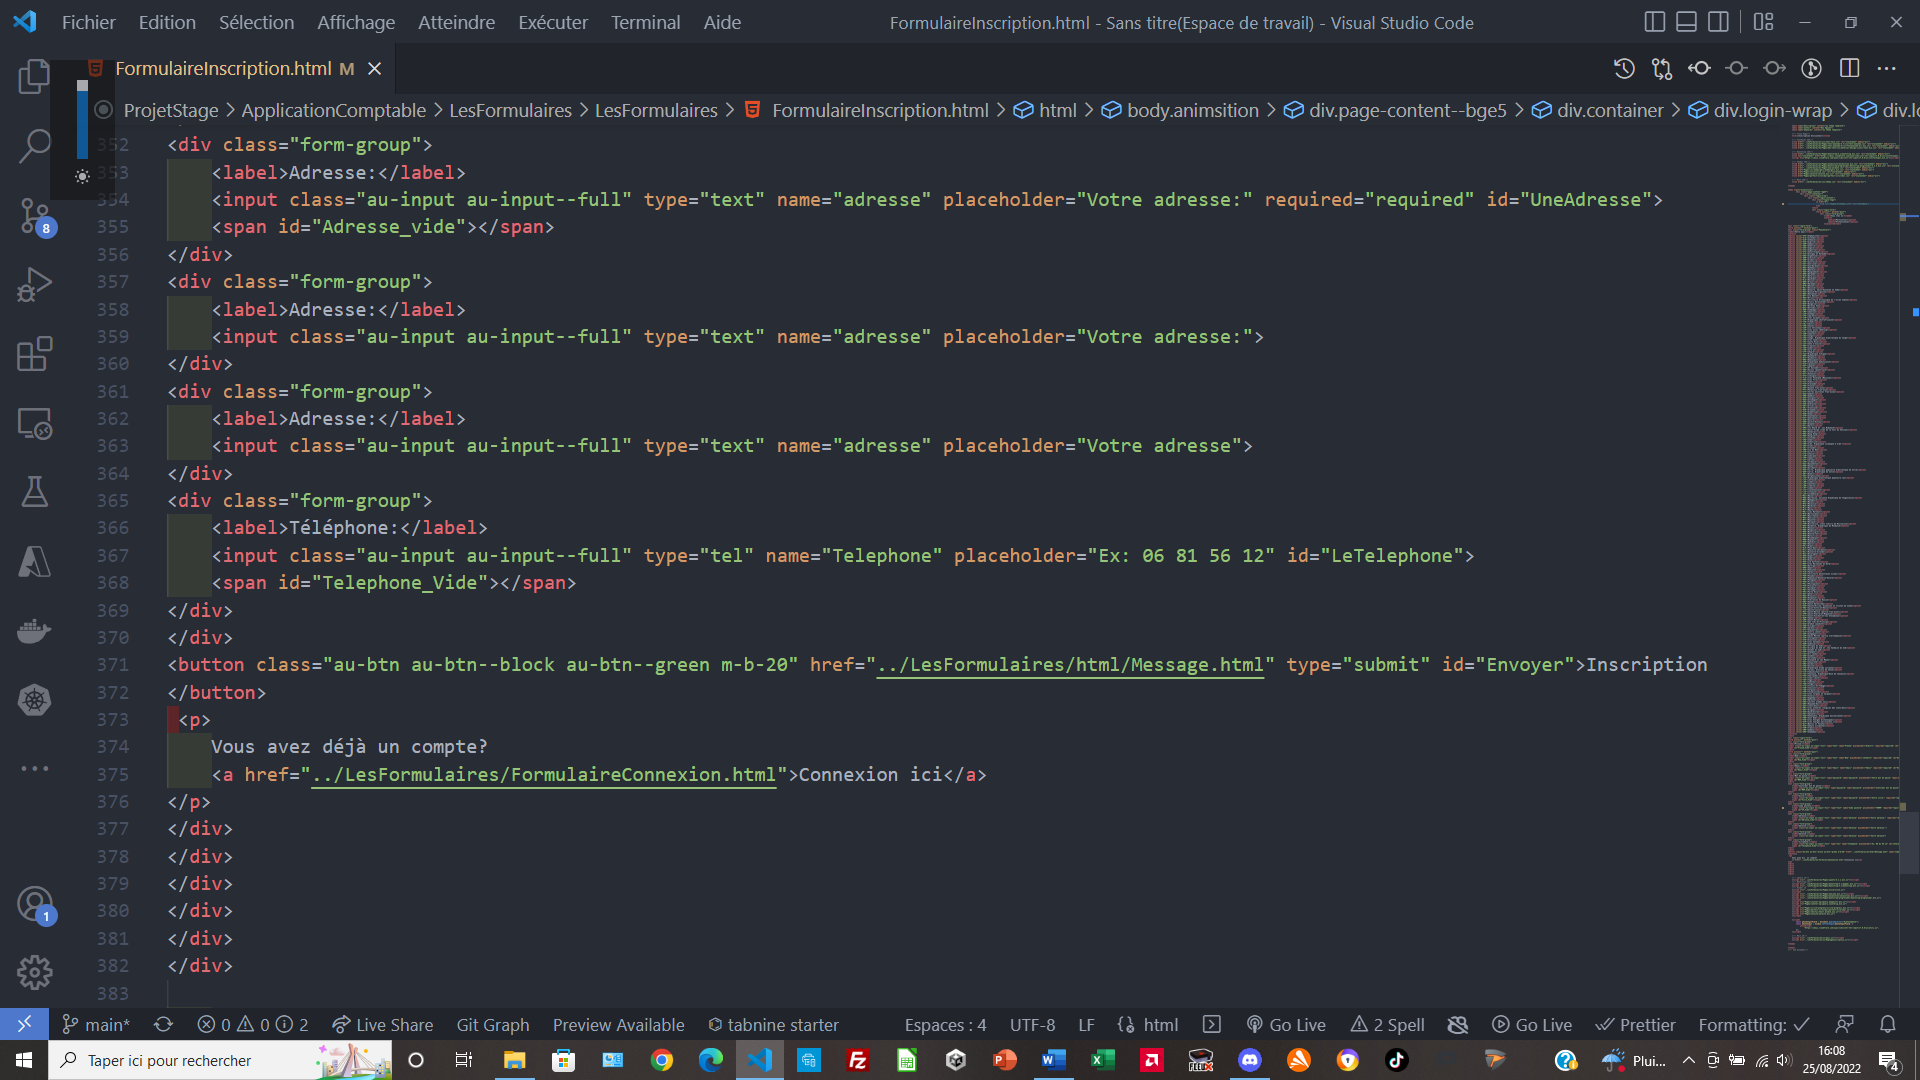 Fichier Edition Sélection Affichage Atteindre Exécuter Terminal Aide
FormulaireInscription.html - Sans titre(Espace de travail) - Visual Studio Code
FormulaireInscription.html M
ProjetStage > ApplicationComptable > LesFormulaires > LesFormulaires > FormulaireInscription.html > html > body.animsition > div.page-content--bge5 > div.container > div.login-wrap >
352 <div class="form-group">
353 <label>Adresse:</label>
354 <input class="au-input au-input--full" type="text" name="adresse" placeholder="Votre adresse:" required="required" id="UneAdresse">
355 <span id="Adresse_vide"></span>
356 </div>
357 <div class="form-group">
358 <label>Adresse:</label>
359 <input class="au-input au-input--full" type="text" name="adresse" placeholder="Votre adresse:">
360 </div>
361 <div class="form-group">
362 <label>Adresse:</label>
363 <input class="au-input au-input--full" type="text" name="adresse" placeholder="Votre adresse">
364 </div>
365 <div class="form-group">
366 <label>Téléphone:</label>
367 <input class="au-input au-input--full" type="tel" name="Telephone" placeholder="Ex: 06 81 56 12" id="LeTelephone">
368 <span id="Telephone_Vide"></span>
369 </div>
370 </div>
371 <button class="au-btn au-btn--block au-btn--green m-b-20" href="../LesFormulaires/html/Message.html" type="submit" id="Envoyer">Inscription
372 </button>
373 <p>
374 Vous avez déjà un compte?
375 <a href="../LesFormulaires/FormulaireConnexion.html">Connexion ici</a>
376 </p>
377 </div>
378 </div>
379 </div>
380 </div>
381 </div>
382 </div>
383
8
1
main* 0 0 2 Live Share Git Graph Preview Available tabnine starter Espaces : 4 UTF-8 LF html Go Live 2 Spell Go Live Prettier Formatting:
Taper ici pour rechercher
Plui...
16:08
25/08/2022
4